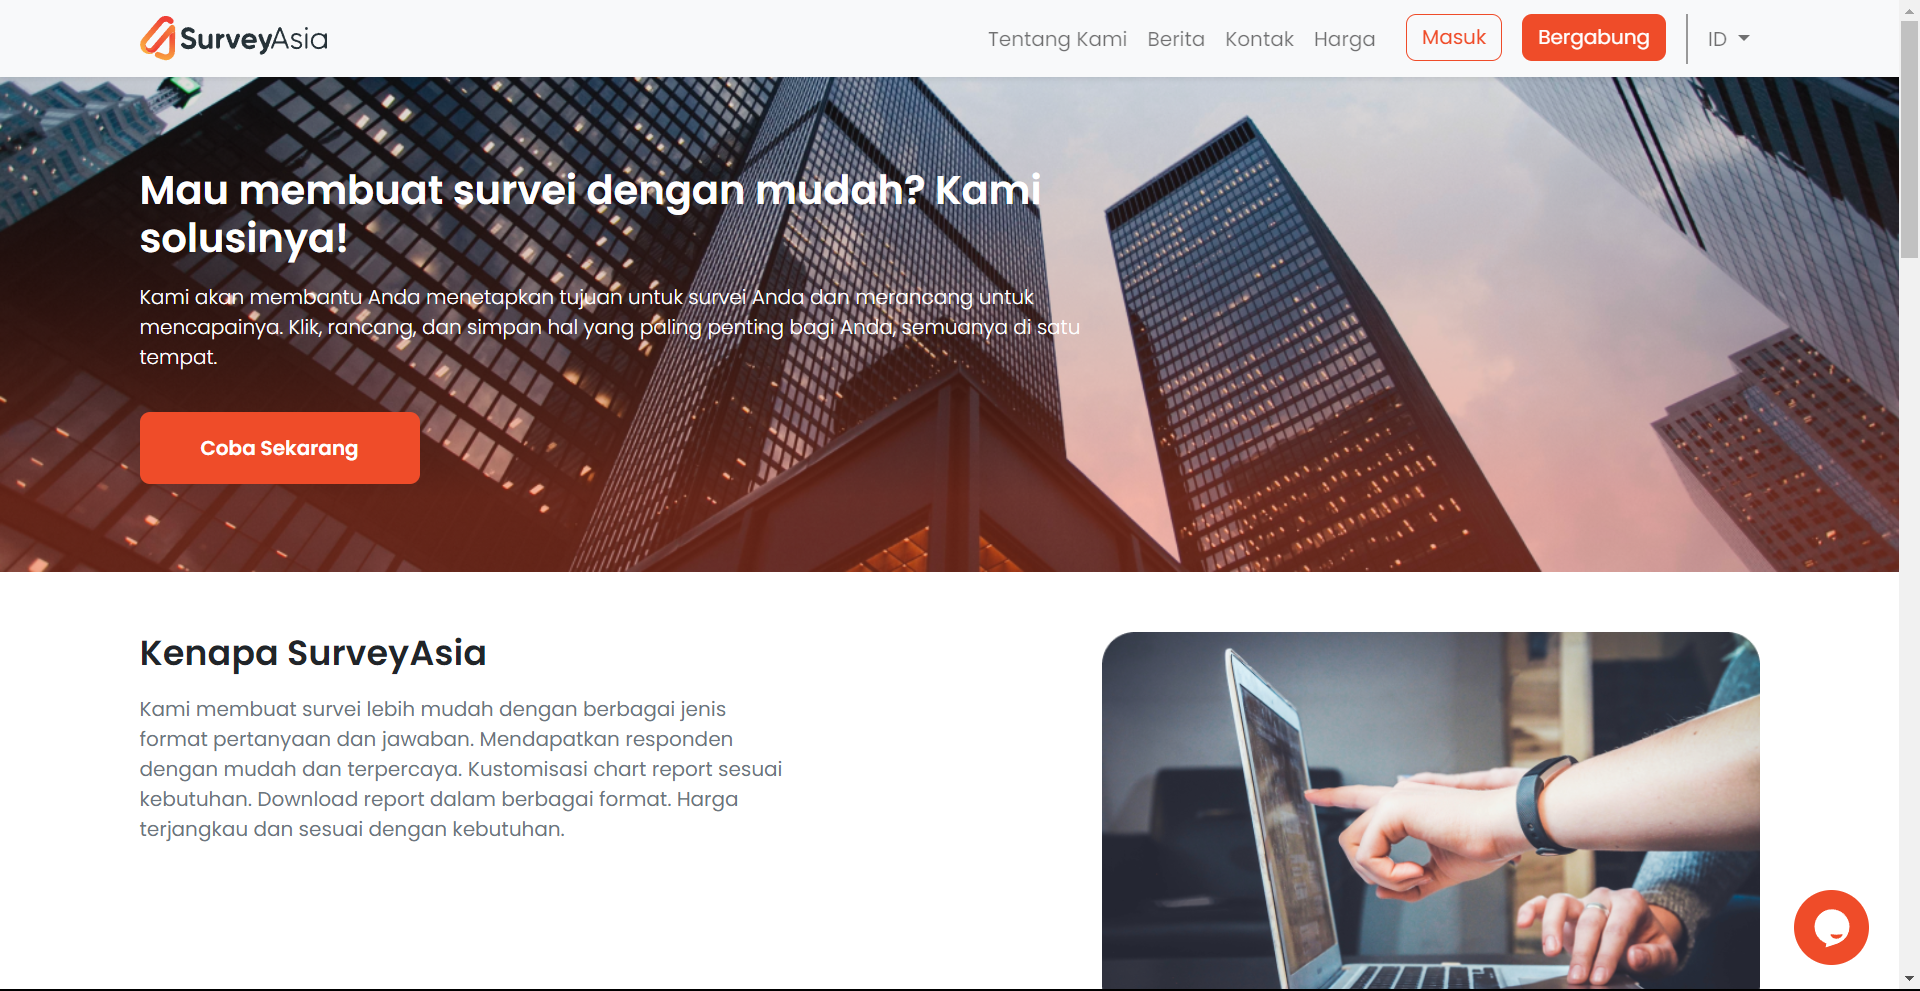 SurveyAsia
Tentang Kami Berita Kontak Harga Masuk Bergabung ID
Mau membuat survei dengan mudah? Kami
solusinya!
Kami akan membantu Anda menetapkan tujuan untuk survei Anda dan merancang untuk
mencapainya. Klik, rancang, dan simpan hal yang paling penting bagi Anda, semuanya di satu
tempat.
Coba Sekarang
Kenapa SurveyAsia
Kami membuat survei lebih mudah dengan berbagai jenis
format pertanyaan dan jawaban. Mendapatkan responden
dengan mudah dan terpercaya. Kustomisasi chart report sesuai
kebutuhan. Download report dalam berbagai format. Harga
terjangkau dan sesuai dengan kebutuhan.